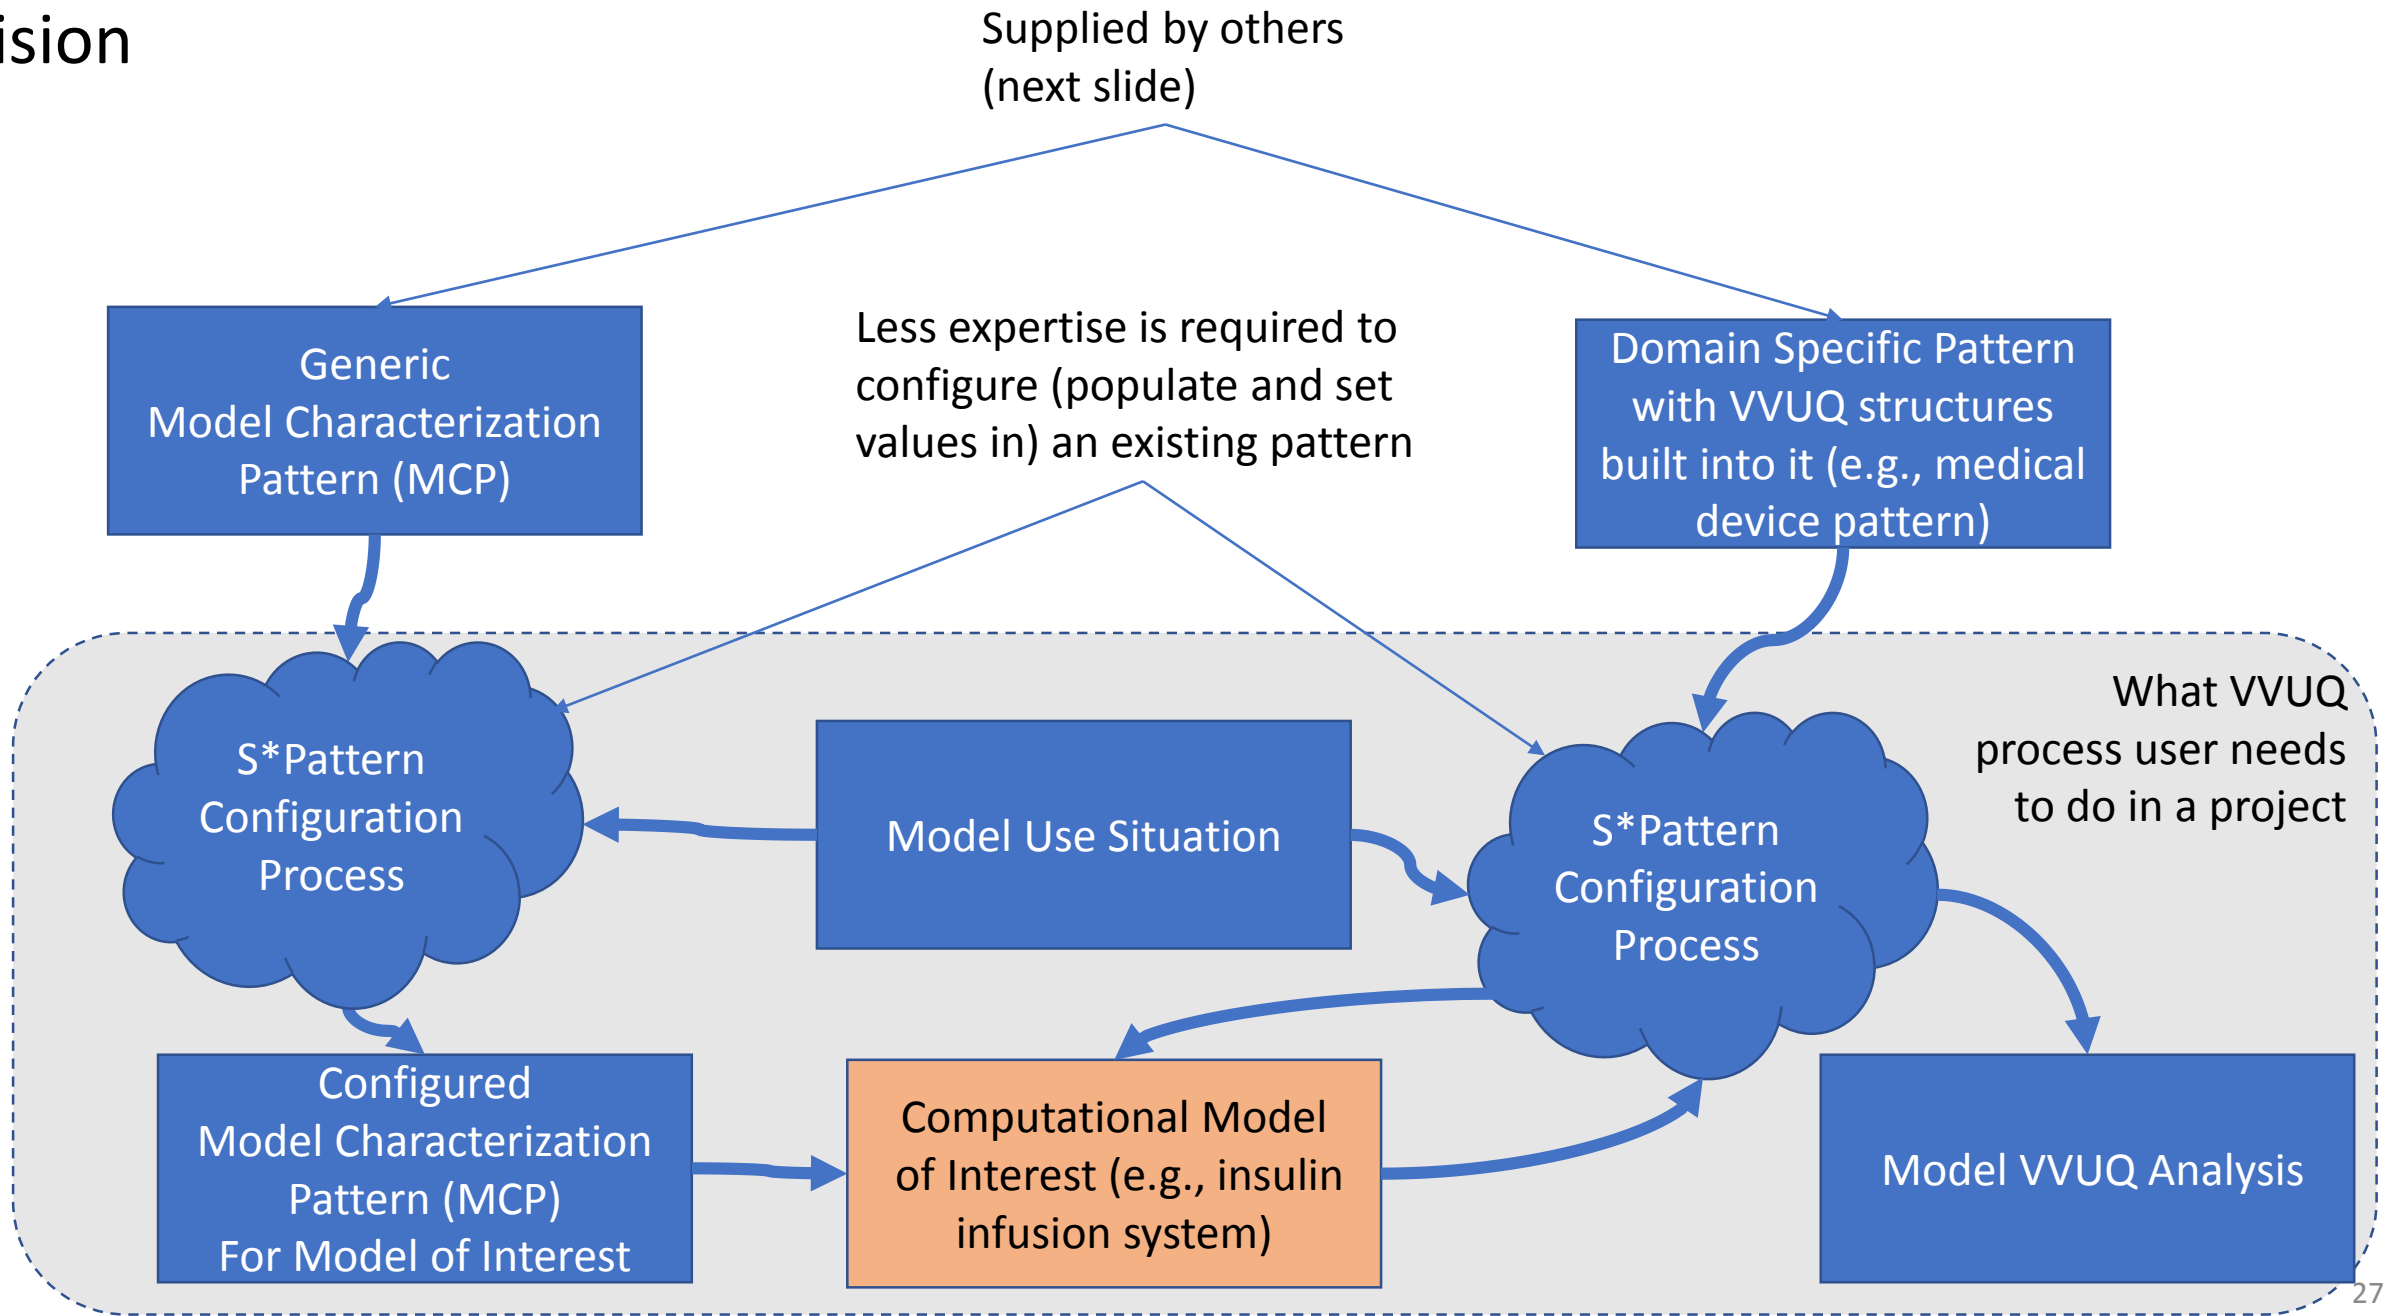 ision
Supplied by others
(next slide)
Generic
Model Characterization
Pattern (MCP)
Less expertise is required to
configure (populate and set
values in) an existing pattern
Domain Specific Pattern
with VVUQ structures
built into it (e.g., medical
device pattern)
What VVUQ
process user needs
to do in a project
S*Pattern
Configuration
Process
Model Use Situation
S*Pattern
Configuration
Process
Configured
Model Characterization
Pattern (MCP)
For Model of Interest
Computational Model
of Interest (e.g., insulin
infusion system)
Model VVUQ Analysis
27